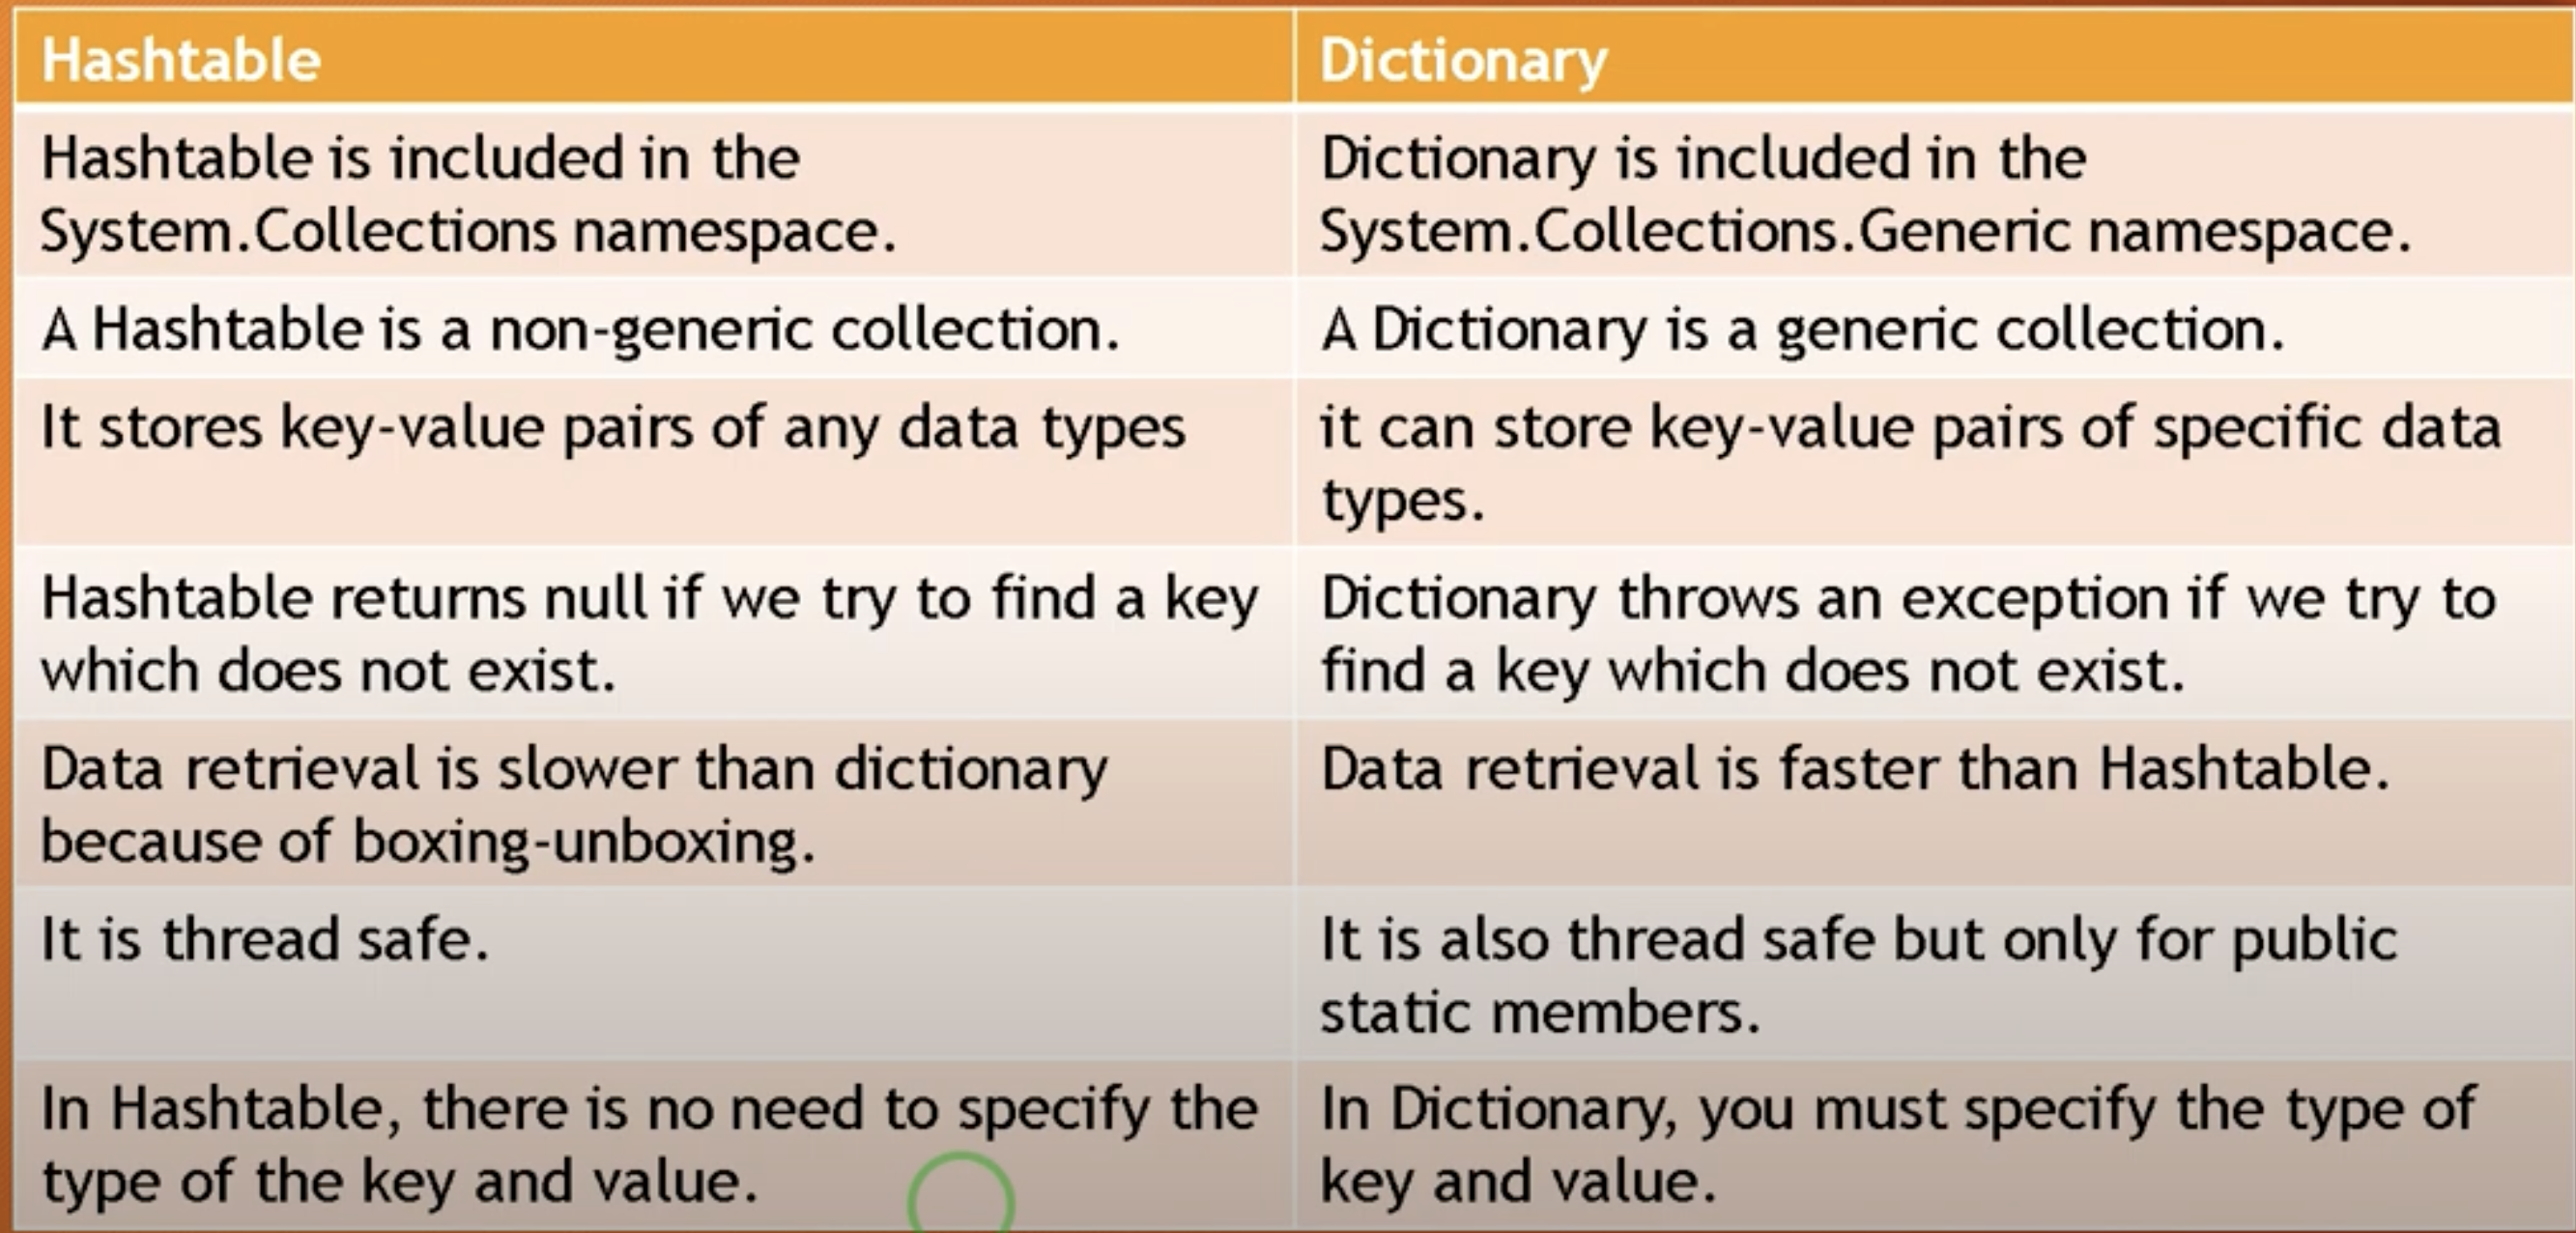 Hashtable
Dictionary
Hashtable is included in the
System.Collections namespace.
Dictionary is included in the
System.Collections.Generic namespace.
A Hashtable is a non-generic collection.
A Dictionary is a generic collection.
It stores key-value pairs of any data types
it can store key-value pairs of specific data
types.
Hashtable returns null if we try to find a key
which does not exist.
Dictionary throws an exception if we try to
find a key which does not exist.
Data retrieval is slower than dictionary
because of boxing-unboxing.
Data retrieval is faster than Hashtable.
It is thread safe.
It is also thread safe but only for public
static members.
In Hashtable, there is no need to specify the
type of the key and value.
In Dictionary, you must specify the type of
key and value.